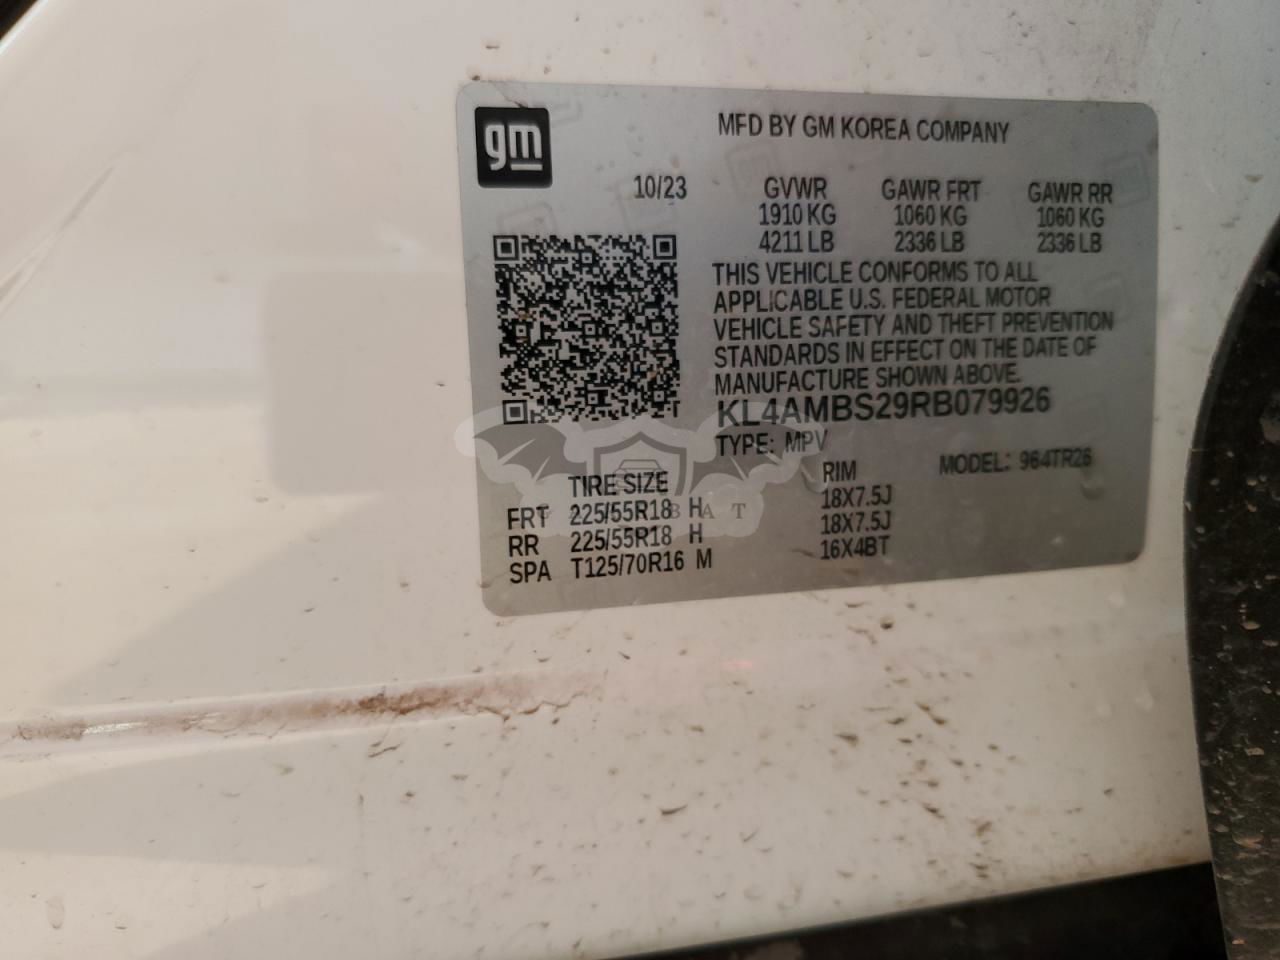 gm
MFD BY GM KOREA COMPANY
10/23 GVWR GAWR FRT GAWR RR
1910 KG 1060 KG 1060 KG
4211 LB 2336 LB 2336 LB
THIS VEHICLE CONFORMS TO ALL
APPLICABLE U.S. FEDERAL MOTOR
VEHICLE SAFETY AND THEFT PREVENTION
STANDARDS IN EFFECT ON THE DATE OF
MANUFACTURE SHOWN ABOVE.
KL4AMBS29RB079926
TYPE: MPV
MODEL: 964TR26
TIRE SIZE RIM
FRT 225/55R18 H 18X7.5J
RR 225/55R18 H 18X7.5J
SPA T125/70R16 M 16X4BT